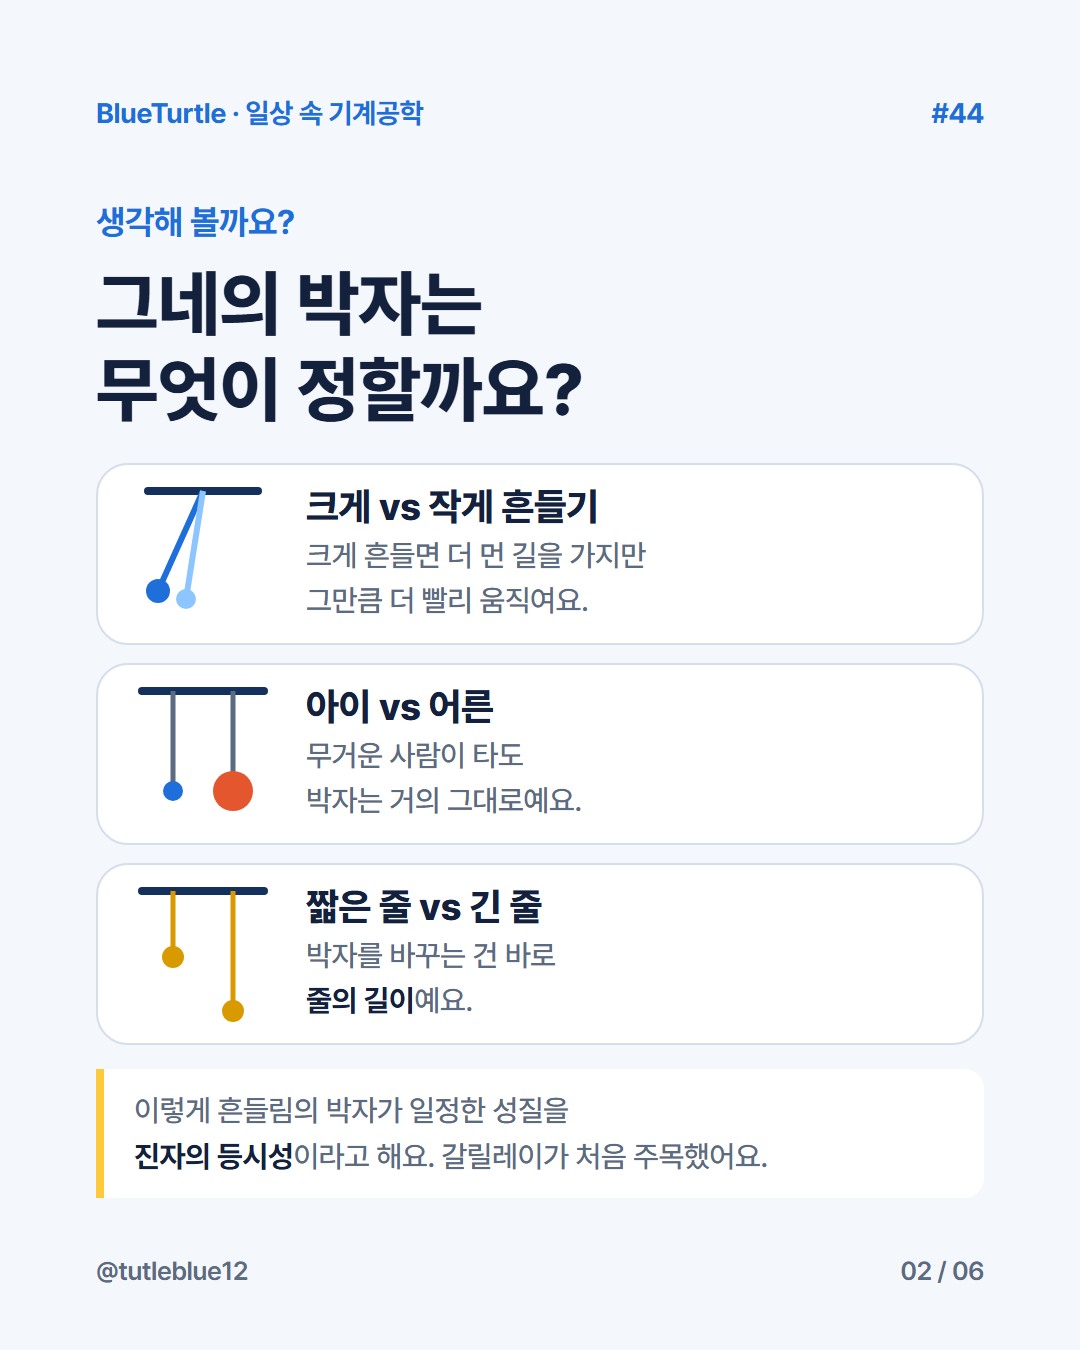 BlueTurtle · 일상 속 기계공학
#44
생각해 볼까요?
그네의 박자는
무엇이 정할까요?
크게 vs 작게 흔들기
크게 흔들면 더 먼 길을 가지만
그만큼 더 빨리 움직여요.
아이 vs 어른
무거운 사람이 타도
박자는 거의 그대로예요.
짧은 줄 vs 긴 줄
박자를 바꾸는 건 바로
줄의 길이예요.
이렇게 흔들림의 박자가 일정한 성질을
진자의 등시성이라고 해요. 갈릴레이가 처음 주목했어요.
@tutleblue12
02 / 06